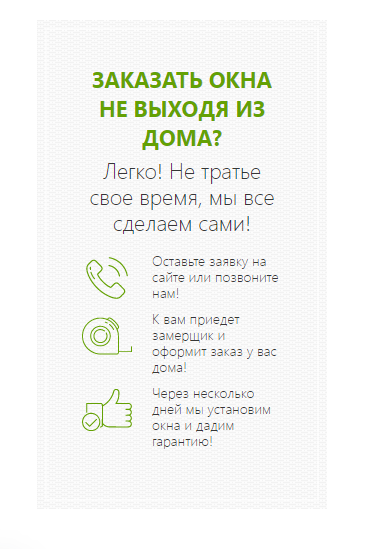 ЗАКАЗАТЬ ОКНА
НЕ ВЫХОДЯ ИЗ
ДОМА?
Легко! Не тратье
свое время, мы все
сделаем сами!
Оставьте заявку на
сайте или позвоните
нам!
К вам приедет
замерщик и
оформит заказ у вас
дома!
Через несколько
дней мы установим
окна и дадим
гарантию!